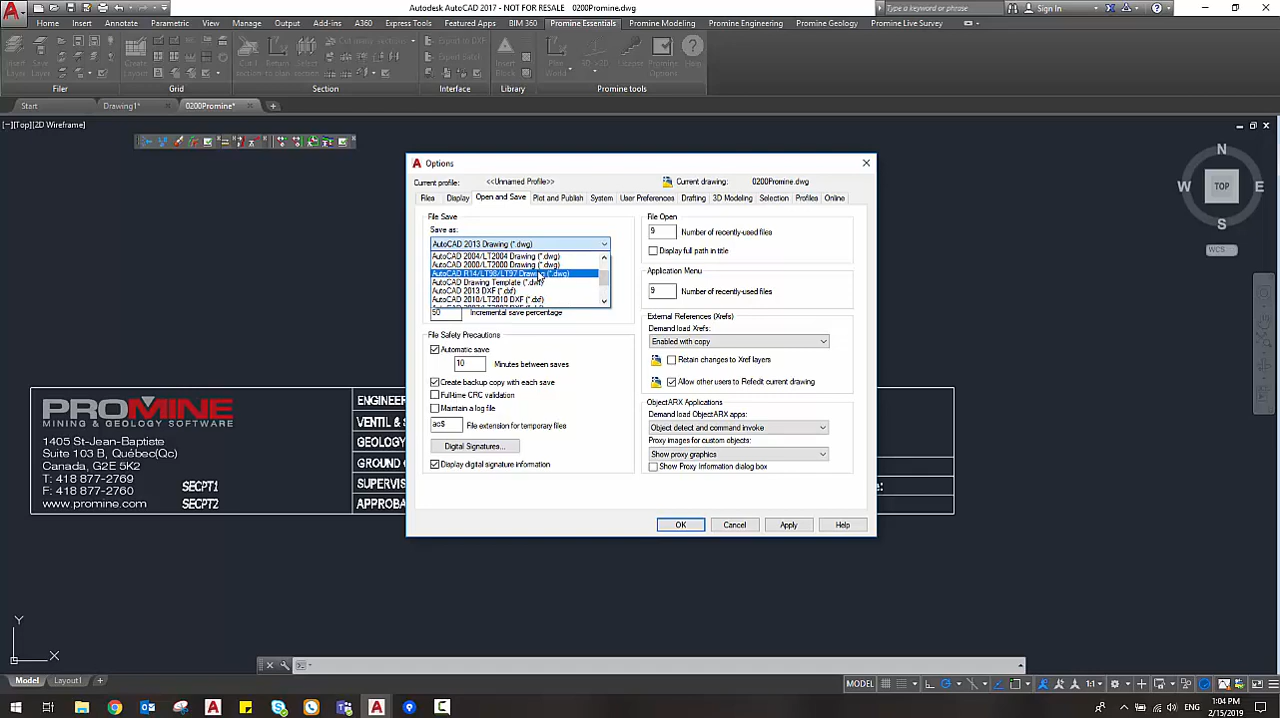 Autodesk AutoCAD 2017 - NOT FOR RESALE 0200Promine.dwg
Type a keyword or phrase
Sign In
Home Insert Annotate Parametric View Manage Output Add-ins A360 Express Tools Featured Apps BIM 360 Promine Essentials Promine Modeling Promine Engineering Promine Geology Promine Live Survey
Filer Grid Section Interface Library Promine tools
Start Drawing1* 0200Promine*
[−][Top][2D Wireframe]
Options
Current profile: <<Unnamed Profile>> Current drawing: 0200Promine.dwg
Files Display Open and Save Plot and Publish System User Preferences Drafting 3D Modeling Selection Profiles Online
File Save
Save as:
AutoCAD 2013 Drawing (*.dwg)
AutoCAD 2004/LT2004 Drawing (*.dwg)
AutoCAD 2000/LT2000 Drawing (*.dwg)
AutoCAD R14/LT98/LT97 Drawing (*.dwg)
AutoCAD Drawing Template (*.dwt)
AutoCAD 2013 DXF (*.dxf)
AutoCAD 2010/LT2010 DXF (*.dxf)
50 Incremental save percentage
File Safety Precautions
Automatic save
10 Minutes between saves
Create backup copy with each save
Full-time CRC validation
Maintain a log file
ac$ File extension for temporary files
Digital Signatures...
Display digital signature information
File Open
9 Number of recently-used files
Display full path in title
Application Menu
9 Number of recently-used files
External References (Xrefs)
Demand load Xrefs:
Enabled with copy
Retain changes to Xref layers
Allow other users to Refedit current drawing
ObjectARX Applications
Demand load ObjectARX apps:
Object detect and command invoke
Proxy images for custom objects:
Show proxy graphics
Show Proxy Information dialog box
OK Cancel Apply Help
N
W TOP E
S
WCS
PROMINE
MINING & GEOLOGY SOFTWARE
1405 St-Jean-Baptiste
Suite 103 B, Québec(Qc)
Canada, G2E 5K2
T: 418 877-2769
F: 418 877-2760
www.promine.com
SECPT1
SECPT2
ENGINEER
VENTIL &
GEOLOGY
GROUND
SUPERVIS
APPROBA
Y
X
Model Layout1
MODEL 1:1
1:04 PM
2/15/2019